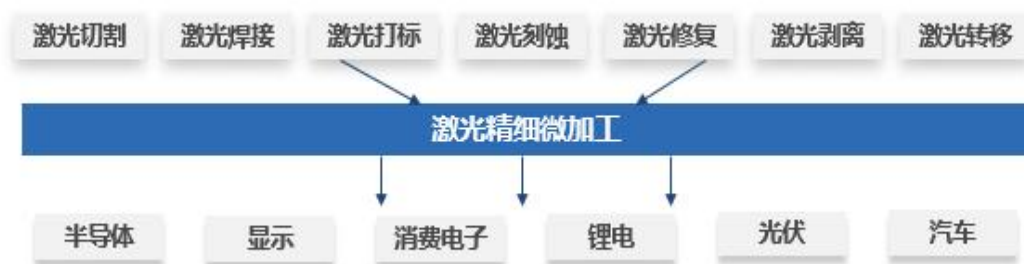 激光切割 激光焊接 激光打标 激光刻蚀 激光修复 激光剥离 激光转移
激光精细微加工
半导体 显示 消费电子 锂电 光伏 汽车